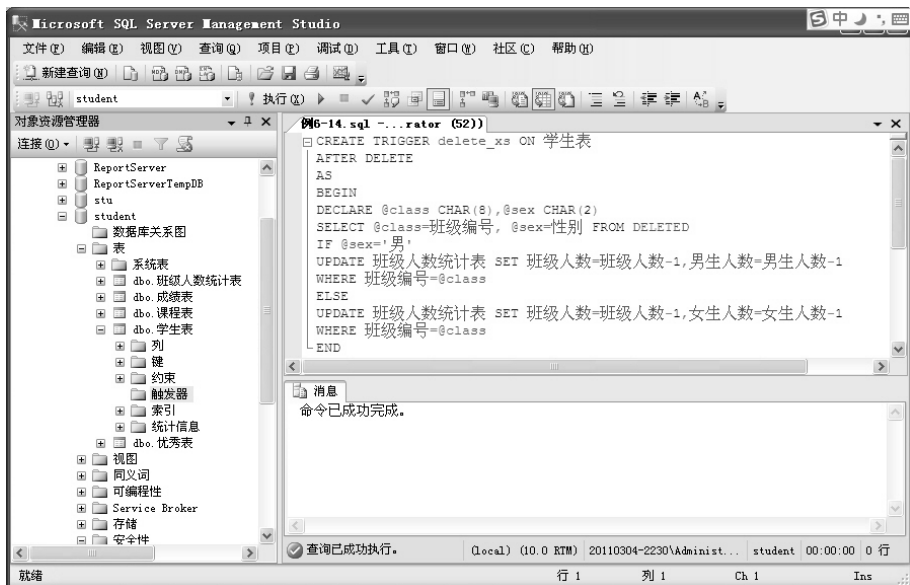 Microsoft SQL Server Management Studio
中
文件(F) 编辑(E) 视图(V) 查询(Q) 项目(P) 调试(D) 工具(T) 窗口(W) 社区(C) 帮助(H)
新建查询(N)
student 执行(X)
对象资源管理器
连接(O)
ReportServer
ReportServerTempDB
stu
student
数据库关系图
表
系统表
dbo.班级人数统计表
dbo.成绩表
dbo.课程表
dbo.学生表
列
键
约束
触发器
索引
统计信息
dbo.优秀表
视图
同义词
可编程性
Service Broker
存储
安全性
例6-14.sql -...rator (52))
CREATE TRIGGER delete_xs ON 学生表
AFTER DELETE
AS
BEGIN
DECLARE @class CHAR(8),@sex CHAR(2)
SELECT @class=班级编号, @sex=性别 FROM DELETED
IF @sex='男'
UPDATE 班级人数统计表 SET 班级人数=班级人数-1,男生人数=男生人数-1
WHERE 班级编号=@class
ELSE
UPDATE 班级人数统计表 SET 班级人数=班级人数-1,女生人数=女生人数-1
WHERE 班级编号=@class
END
消息
命令已成功完成。
查询已成功执行。 (local) (10.0 RTM) 20110304-2230\Administ... student 00:00:00 0 行
就绪 行 1 列 1 Ch 1 Ins